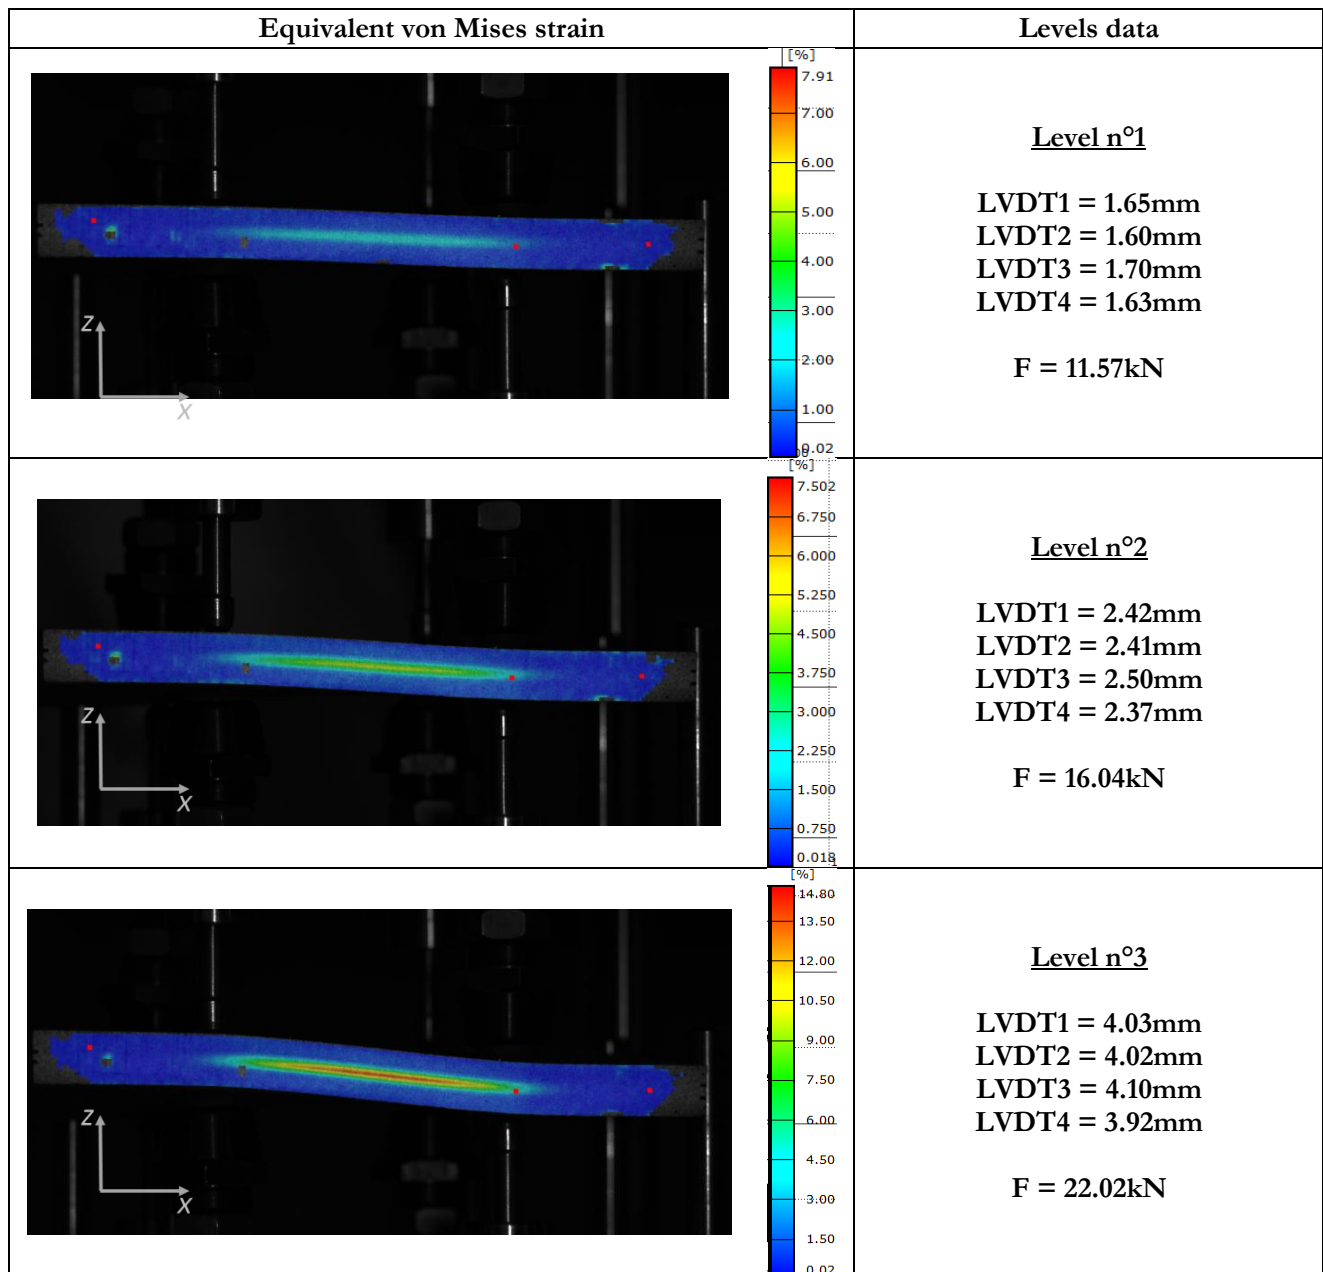 Equivalent von Mises strain
Levels data
[%]
7.91
7.00
6.00
5.00
4.00
3.00
2.00
1.00
0.02
Z
X
Level n°1
LVDT1 = 1.65mm
LVDT2 = 1.60mm
LVDT3 = 1.70mm
LVDT4 = 1.63mm
F = 11.57kN
[%]
7.502
6.750
6.000
5.250
4.500
3.750
3.000
2.250
1.500
0.750
0.018
Z
X
Level n°2
LVDT1 = 2.42mm
LVDT2 = 2.41mm
LVDT3 = 2.50mm
LVDT4 = 2.37mm
F = 16.04kN
[%]
14.80
13.50
12.00
10.50
9.00
7.50
6.00
4.50
3.00
1.50
0.02
Z
X
Level n°3
LVDT1 = 4.03mm
LVDT2 = 4.02mm
LVDT3 = 4.10mm
LVDT4 = 3.92mm
F = 22.02kN